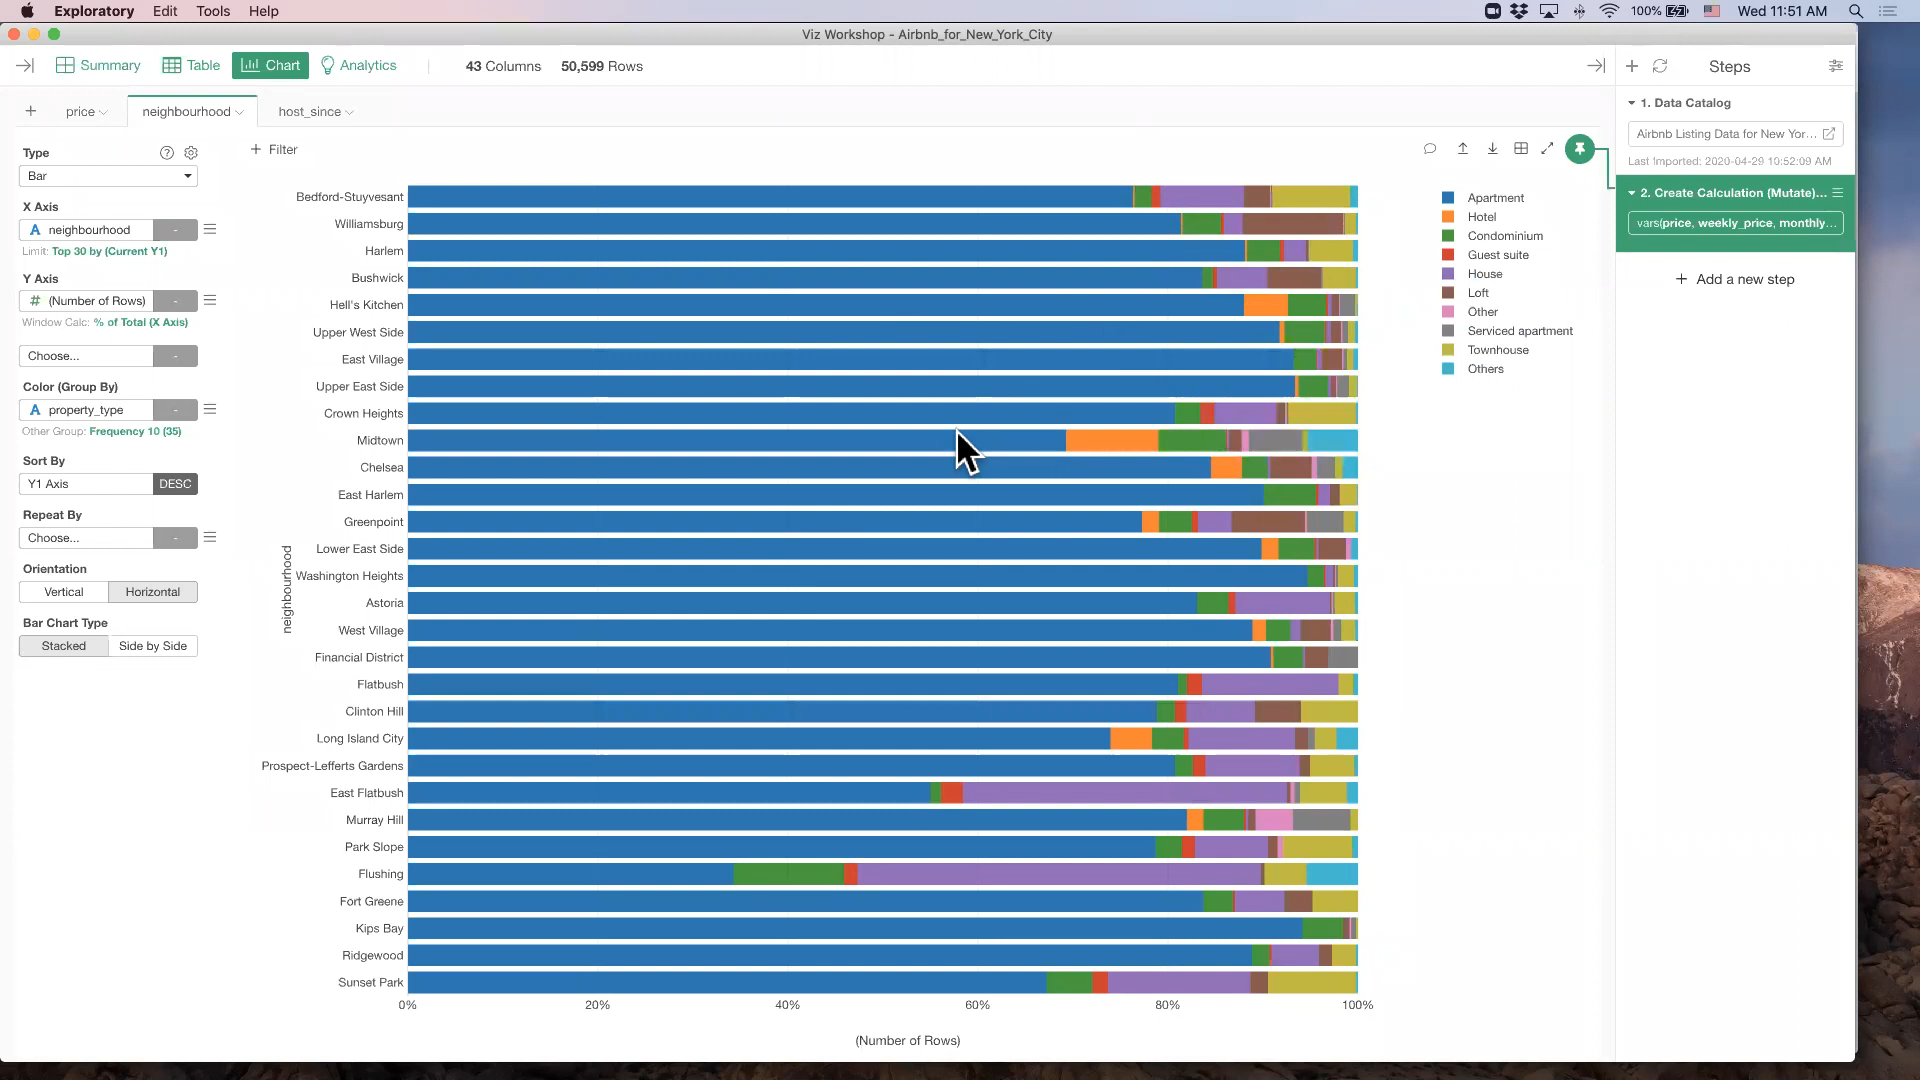 Exploratory Edit Tools Help
100% Wed 11:51 AM
Viz Workshop - Airbnb_for_New_York_City
Summary Table Chart Analytics 43 Columns 50,599 Rows
Steps
price neighbourhood host_since
1. Data Catalog
Airbnb Listing Data for New Yor...
Last Imported: 2020-04-29 10:52:09 AM
2. Create Calculation (Mutate)...
vars(price, weekly_price, monthly...
+ Add a new step
Type
Bar
X Axis
A neighbourhood -
Limit: Top 30 by (Current Y1)
Y Axis
# (Number of Rows) -
Window Calc: % of Total (X Axis)
Choose... -
Color (Group By)
A property_type -
Other Group: Frequency 10 (35)
Sort By
Y1 Axis DESC
Repeat By
Choose... -
Orientation
Vertical Horizontal
Bar Chart Type
Stacked Side by Side
+ Filter
neighbourhood
Bedford-Stuyvesant
Williamsburg
Harlem
Bushwick
Hell's Kitchen
Upper West Side
East Village
Upper East Side
Crown Heights
Midtown
Chelsea
East Harlem
Greenpoint
Lower East Side
Washington Heights
Astoria
West Village
Financial District
Flatbush
Clinton Hill
Long Island City
Prospect-Lefferts Gardens
East Flatbush
Murray Hill
Park Slope
Flushing
Fort Greene
Kips Bay
Ridgewood
Sunset Park
0% 20% 40% 60% 80% 100%
(Number of Rows)
Apartment
Hotel
Condominium
Guest suite
House
Loft
Other
Serviced apartment
Townhouse
Others